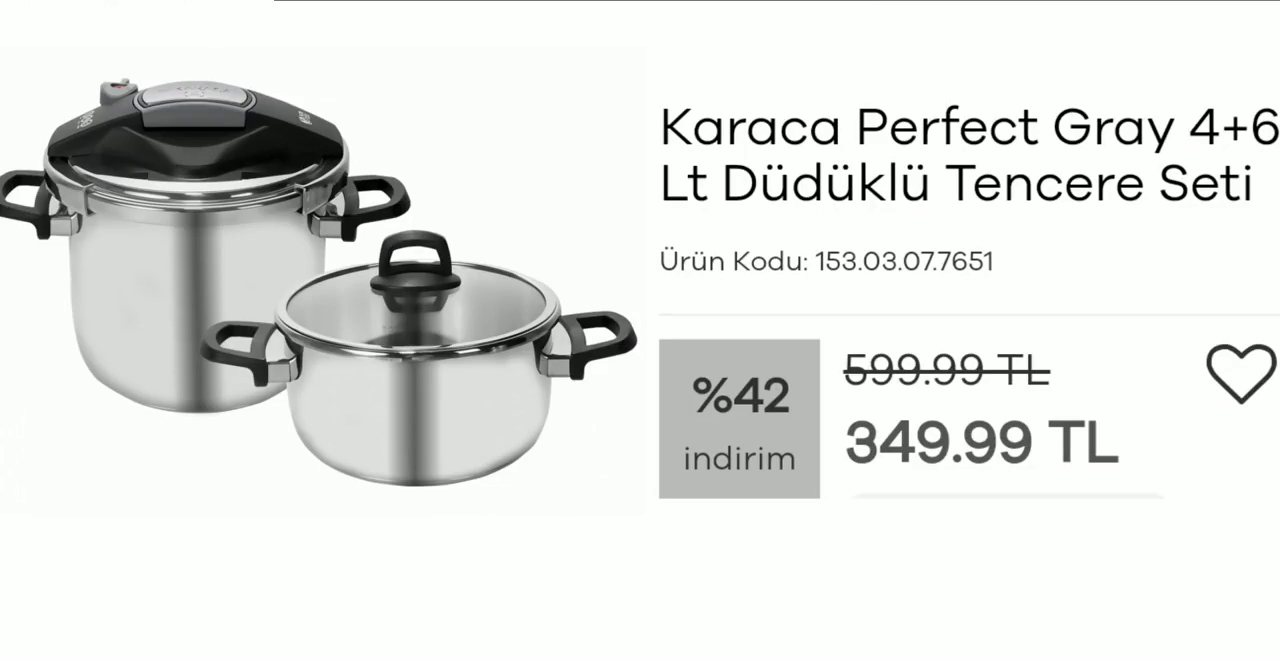 Karaca Perfect Gray 4+6
Lt Düdüklü Tencere Seti
Ürün Kodu: 153.03.07.7651
%42
indirim
599.99 TL
349.99 TL